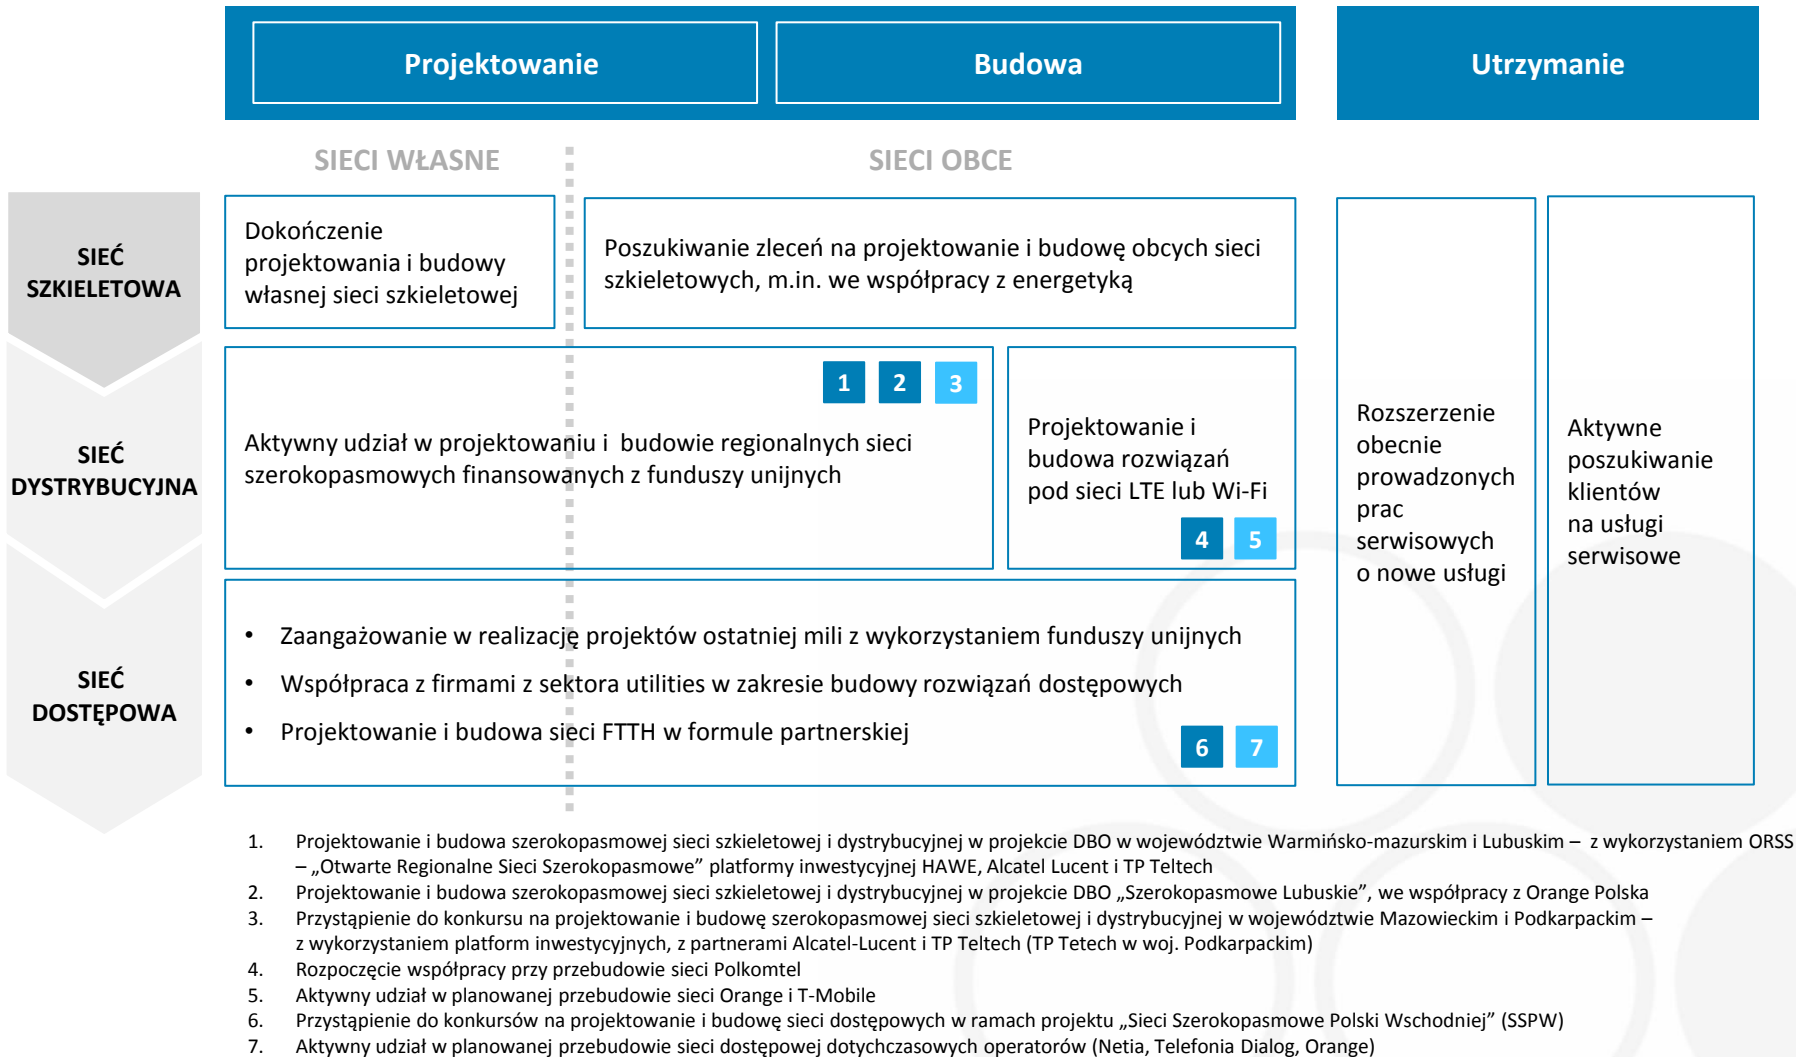 Projektowanie
Budowa
Utrzymanie
SIECI WŁASNE
SIECI OBCE
SIEĆ
SZKIELETOWA
Dokończenie
projektowania i budowy
własnej sieci szkieletowej
Poszukiwanie zleceń na projektowanie i budowę obcych sieci
szkieletowych, m.in. we współpracy z energetyką
SIEĆ
DYSTRYBUCYJNA
1 2 3
Aktywny udział w projektowaniu i budowie regionalnych sieci
szerokopasmowych finansowanych z funduszy unijnych
Projektowanie i
budowa rozwiązań
pod sieci LTE lub Wi-Fi
4 5
SIEĆ
DOSTĘPOWA
• Zaangażowanie w realizację projektów ostatniej mili z wykorzystaniem funduszy unijnych
• Współpraca z firmami z sektora utilities w zakresie budowy rozwiązań dostępowych
• Projektowanie i budowa sieci FTTH w formule partnerskiej
6 7
Rozszerzenie
obecnie
prowadzonych
prac
serwisowych
o nowe usługi
Aktywne
poszukiwanie
klientów
na usługi
serwisowe
1. Projektowanie i budowa szerokopasmowej sieci szkieletowej i dystrybucyjnej w projekcie DBO w województwie Warmińsko-mazurskim i Lubuskim – z wykorzystaniem ORSS
– „Otwarte Regionalne Sieci Szerokopasmowe” platformy inwestycyjnej HAWE, Alcatel Lucent i TP Teltech
2. Projektowanie i budowa szerokopasmowej sieci szkieletowej i dystrybucyjnej w projekcie DBO „Szerokopasmowe Lubuskie”, we współpracy z Orange Polska
3. Przystąpienie do konkursu na projektowanie i budowę szerokopasmowej sieci szkieletowej i dystrybucyjnej w województwie Mazowieckim i Podkarpackim –
z wykorzystaniem platform inwestycyjnych, z partnerami Alcatel-Lucent i TP Teltech (TP Tetech w woj. Podkarpackim)
4. Rozpoczęcie współpracy przy przebudowie sieci Polkomtel
5. Aktywny udział w planowanej przebudowie sieci Orange i T-Mobile
6. Przystąpienie do konkursów na projektowanie i budowę sieci dostępowych w ramach projektu „Sieci Szerokopasmowe Polski Wschodniej” (SSPW)
7. Aktywny udział w planowanej przebudowie sieci dostępowej dotychczasowych operatorów (Netia, Telefonia Dialog, Orange)